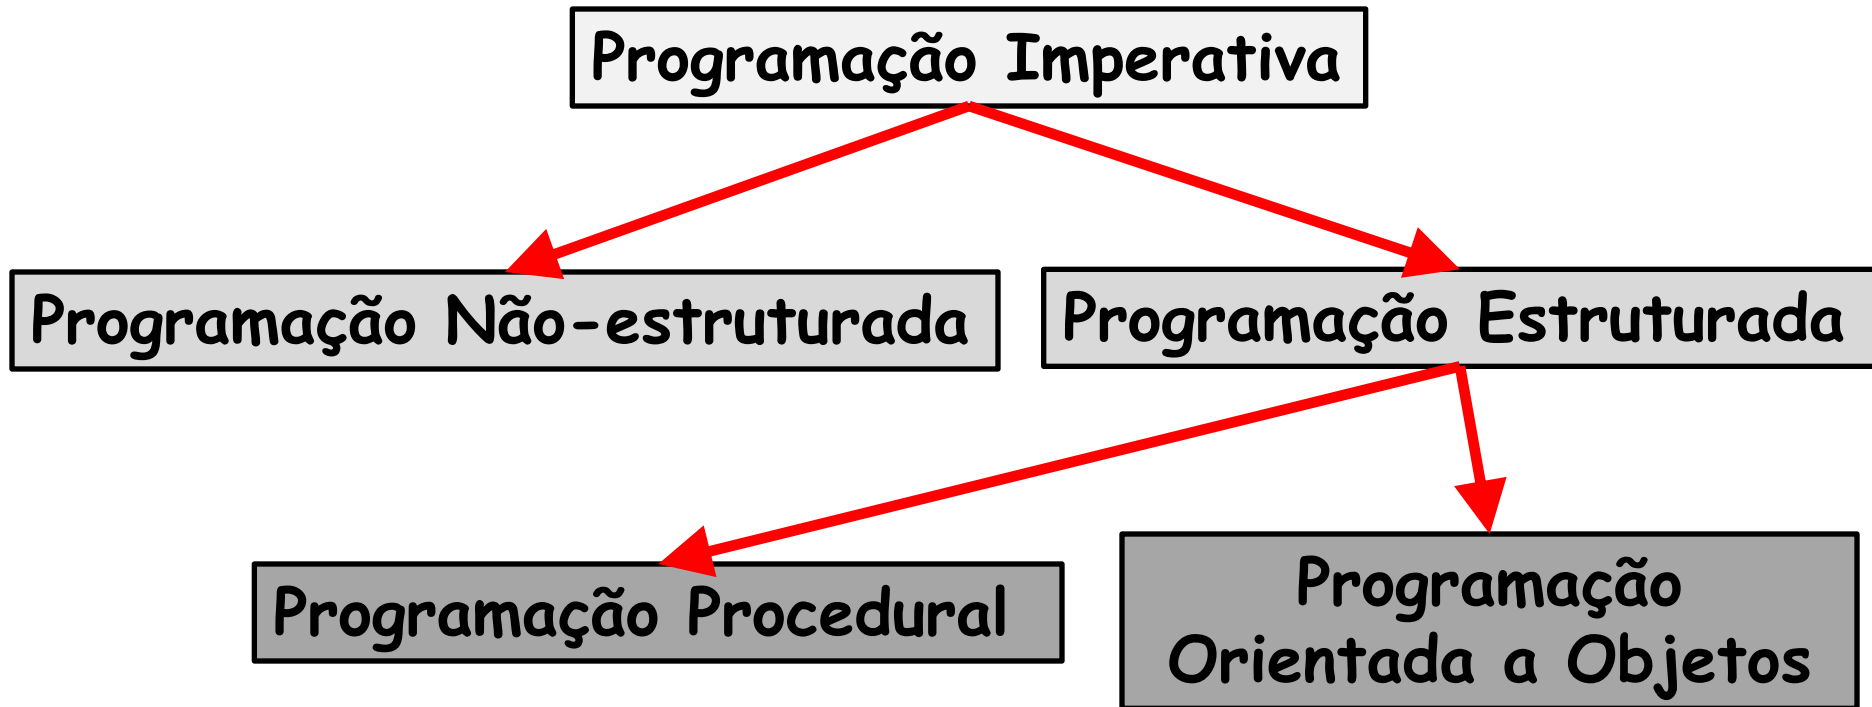 Programação Imperativa
Programação Não-estruturada
Programação Estruturada
Programação Procedural
Programação
Orientada a Objetos